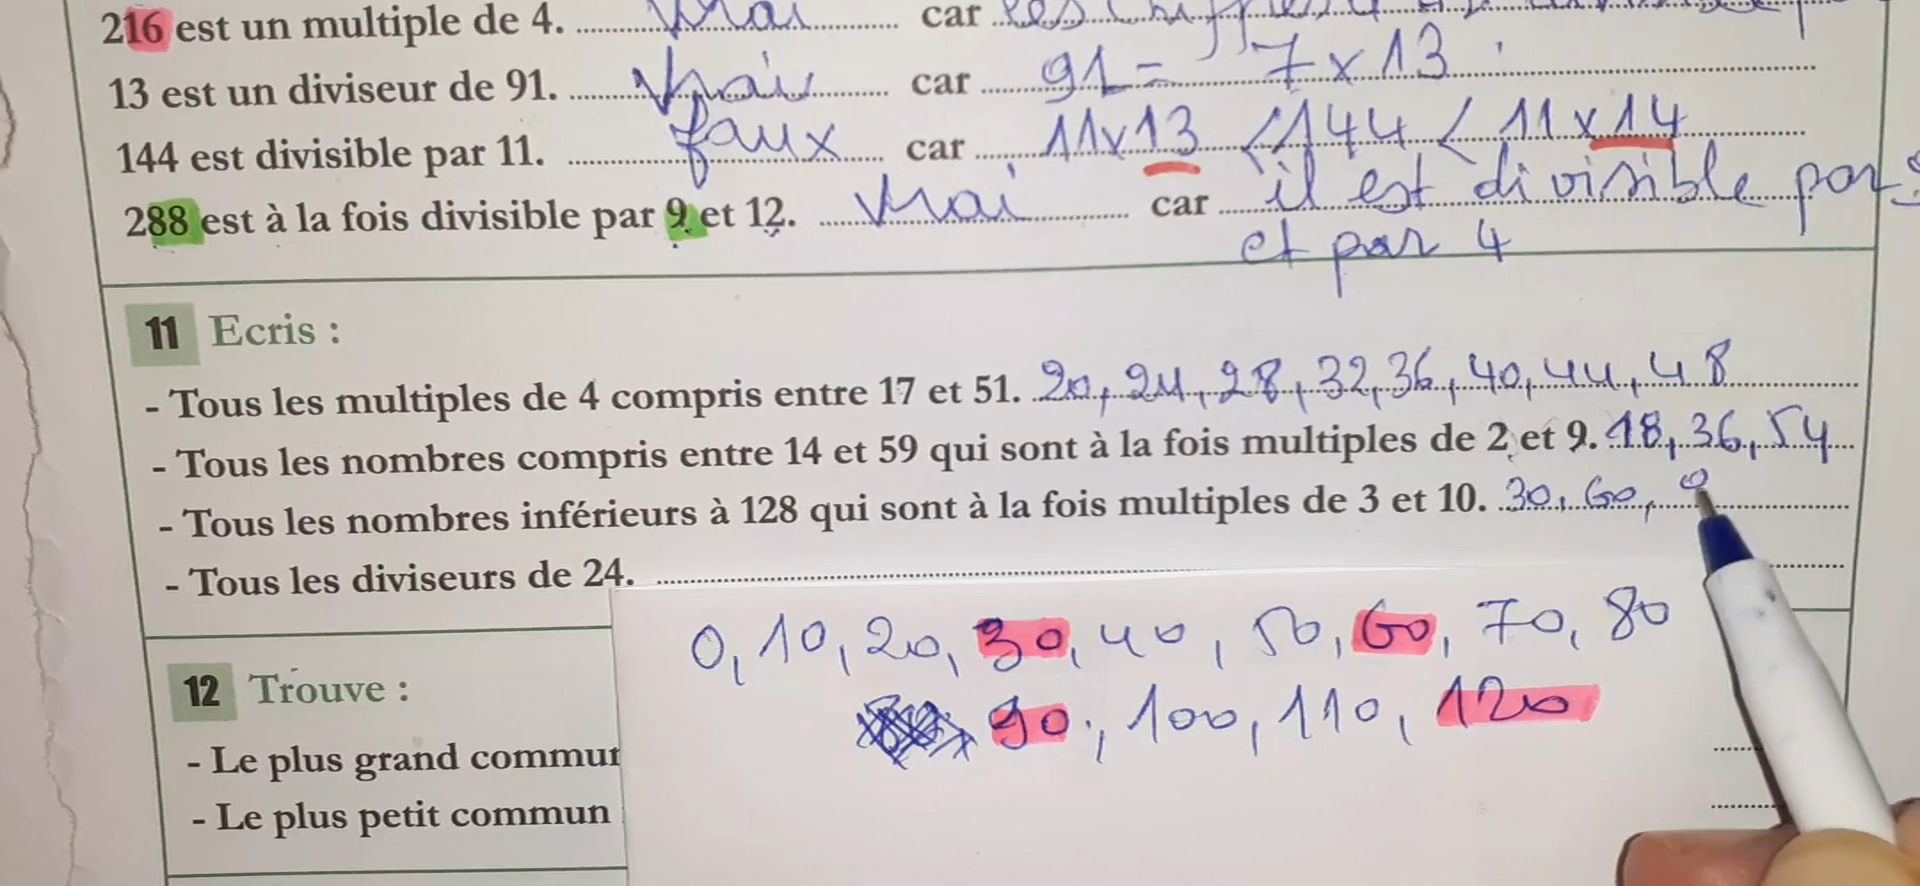 216 est un multiple de 4. vrai car les chiffres
13 est un diviseur de 91. vrai car 91 = 7 x 13
144 est divisible par 11. faux car 11 x 13 < 144 < 11 x 14
288 est à la fois divisible par 9 et 12. vrai car il est divisible par
et par 4
11 Ecris :
- Tous les multiples de 4 compris entre 17 et 51. 20, 24, 28, 32, 36, 40, 44, 48
- Tous les nombres compris entre 14 et 59 qui sont à la fois multiples de 2 et 9. 18, 36, 54
- Tous les nombres inférieurs à 128 qui sont à la fois multiples de 3 et 10. 30, 60,
- Tous les diviseurs de 24.
0, 10, 20, 30, 40, 50, 60, 70, 80
90, 100, 110, 120
12 Trouve :
- Le plus grand commun
- Le plus petit commun